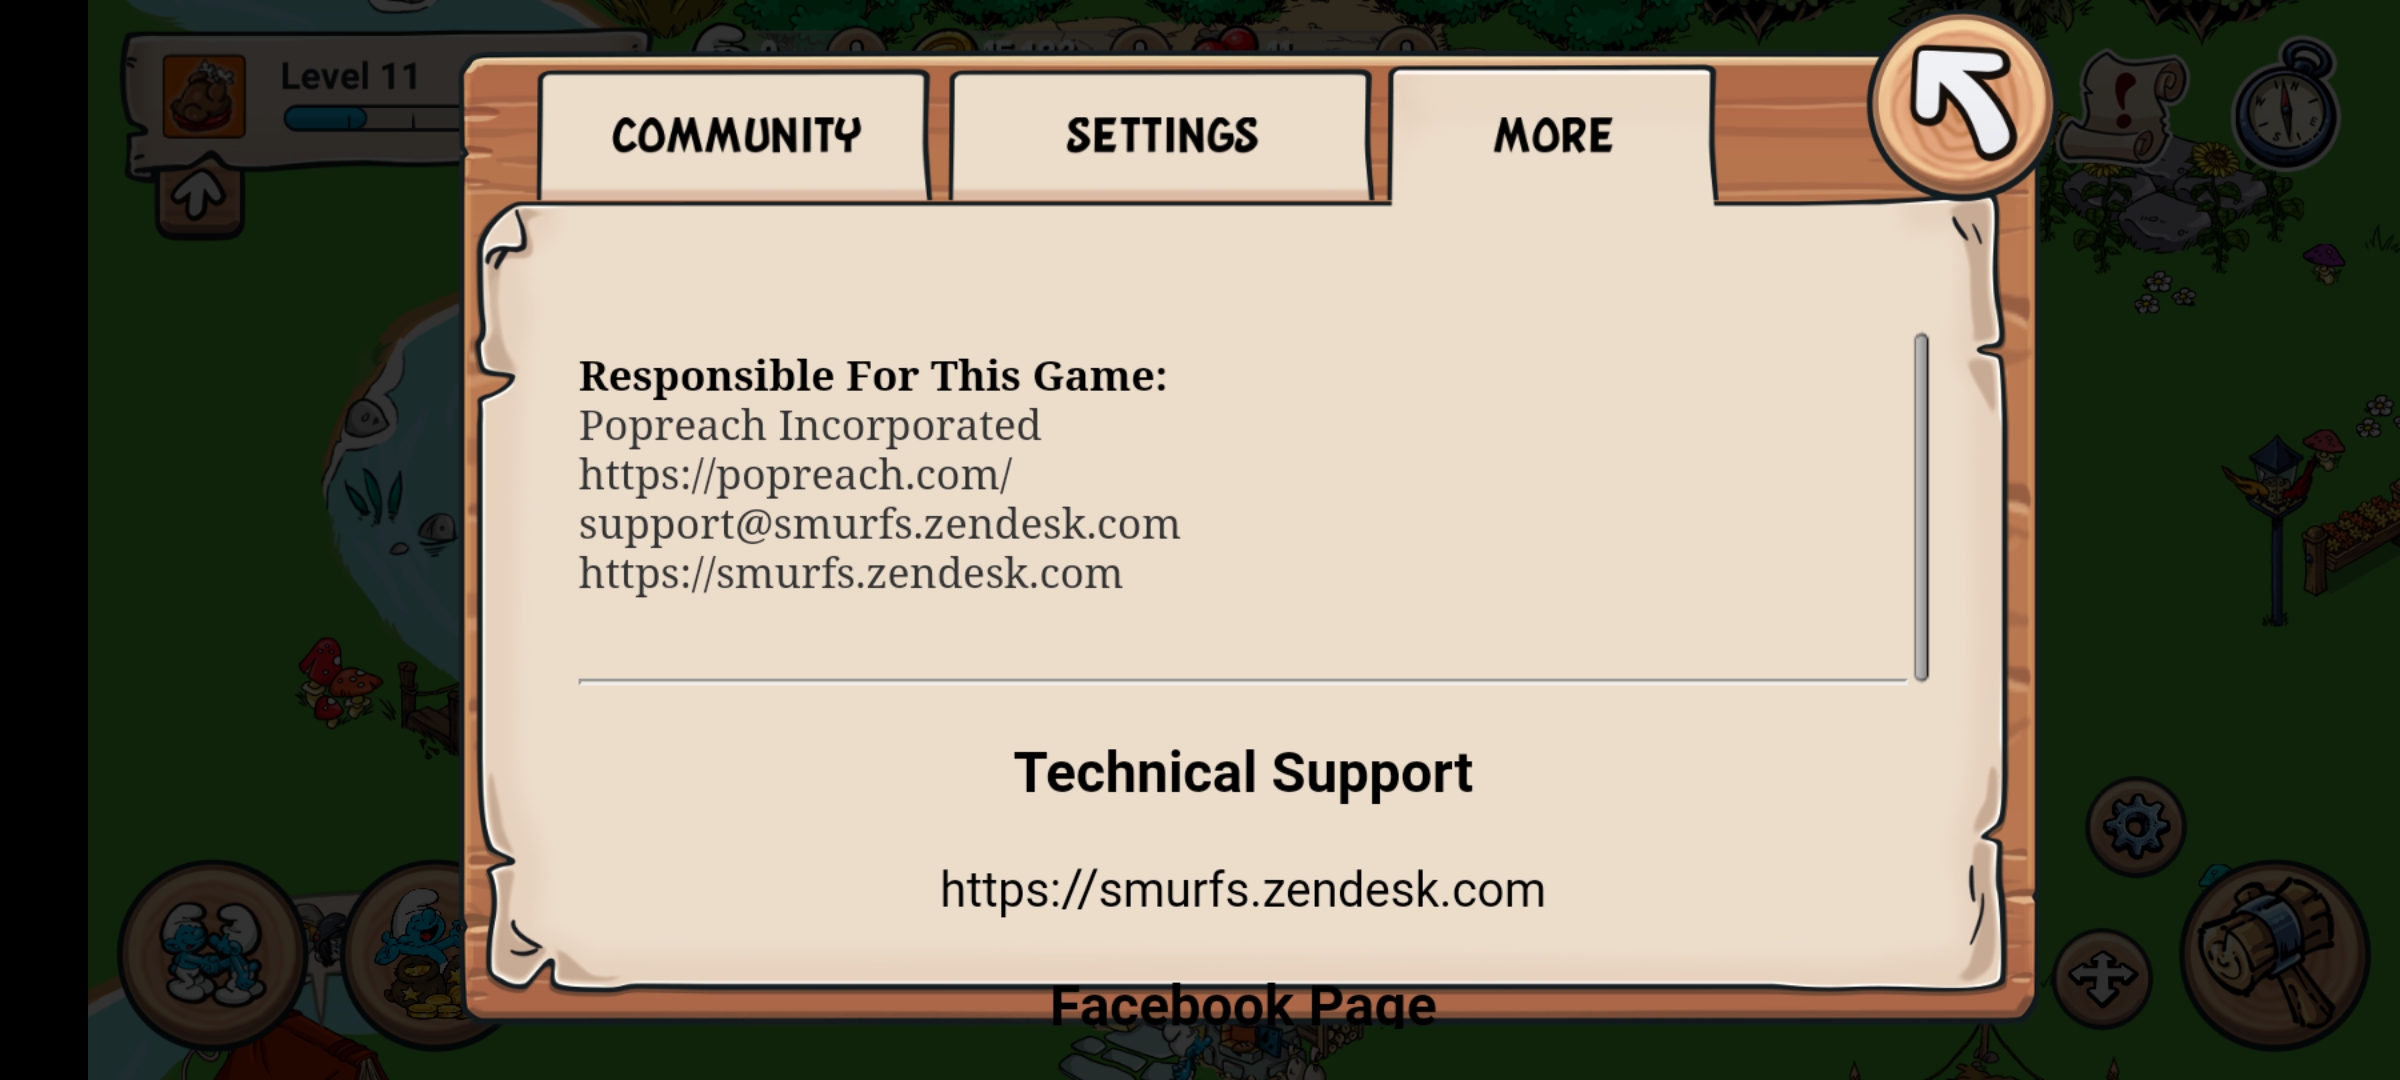 Level 11
COMMUNITY
SETTINGS
MORE
Responsible For This Game:
Popreach Incorporated
https://popreach.com/
support@smurfs.zendesk.com
https://smurfs.zendesk.com
Technical Support
https://smurfs.zendesk.com
Facebook Page